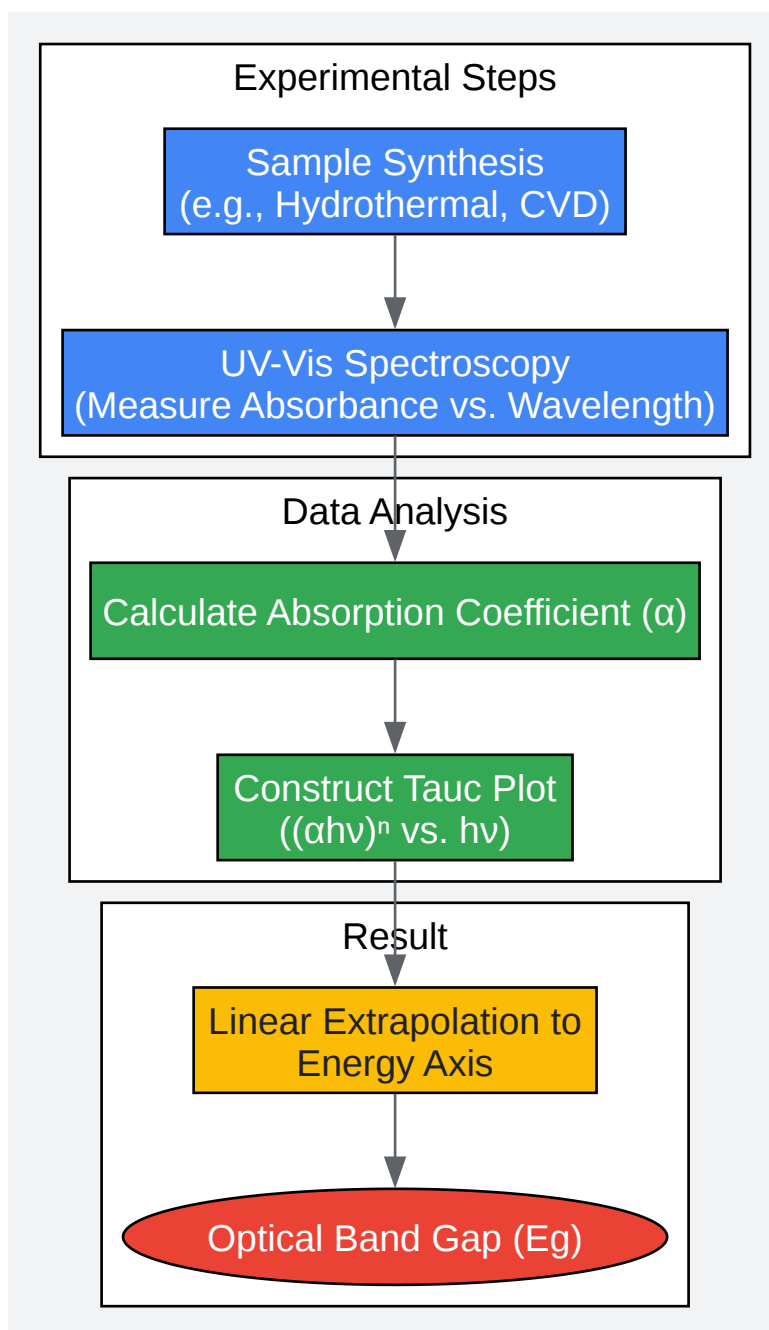 Experimental Steps
Sample Synthesis
(e.g., Hydrothermal, CVD)
UV-Vis Spectroscopy
(Measure Absorbance vs. Wavelength)
Data Analysis
Calculate Absorption Coefficient (α)
Construct Tauc Plot
((αhν)ⁿ vs. hν)
Result
Linear Extrapolation to
Energy Axis
Optical Band Gap (Eg)